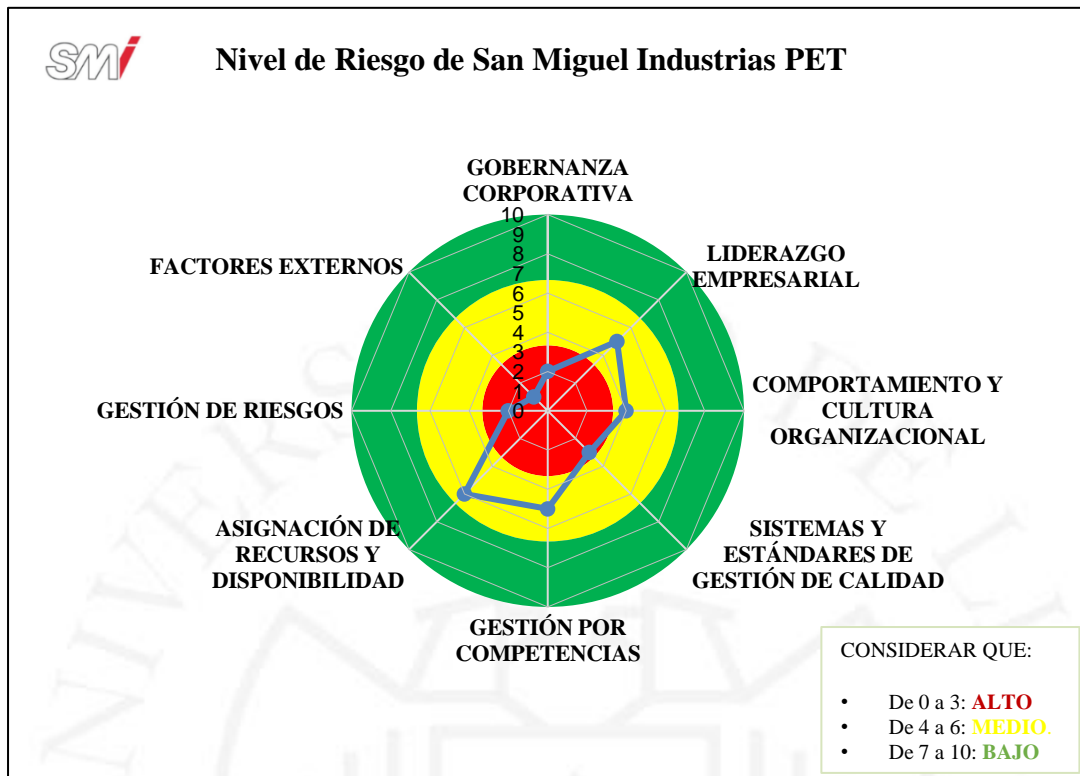 SMi
Nivel de Riesgo de San Miguel Industrias PET
GOBERNANZA
CORPORATIVA
10
9
8
7
6
5
4
3
2
1
0
LIDERAZGO
EMPRESARIAL
FACTORES EXTERNOS
COMPORTAMIENTO Y
CULTURA
ORGANIZACIONAL
GESTIÓN DE RIESGOS
SISTEMAS Y
ESTÁNDARES DE
GESTIÓN DE CALIDAD
ASIGNACIÓN DE
RECURSOS Y
DISPONIBILIDAD
GESTIÓN POR
COMPETENCIAS
CONSIDERAR QUE:
• De 0 a 3: ALTO
• De 4 a 6: MEDIO.
• De 7 a 10: BAJO